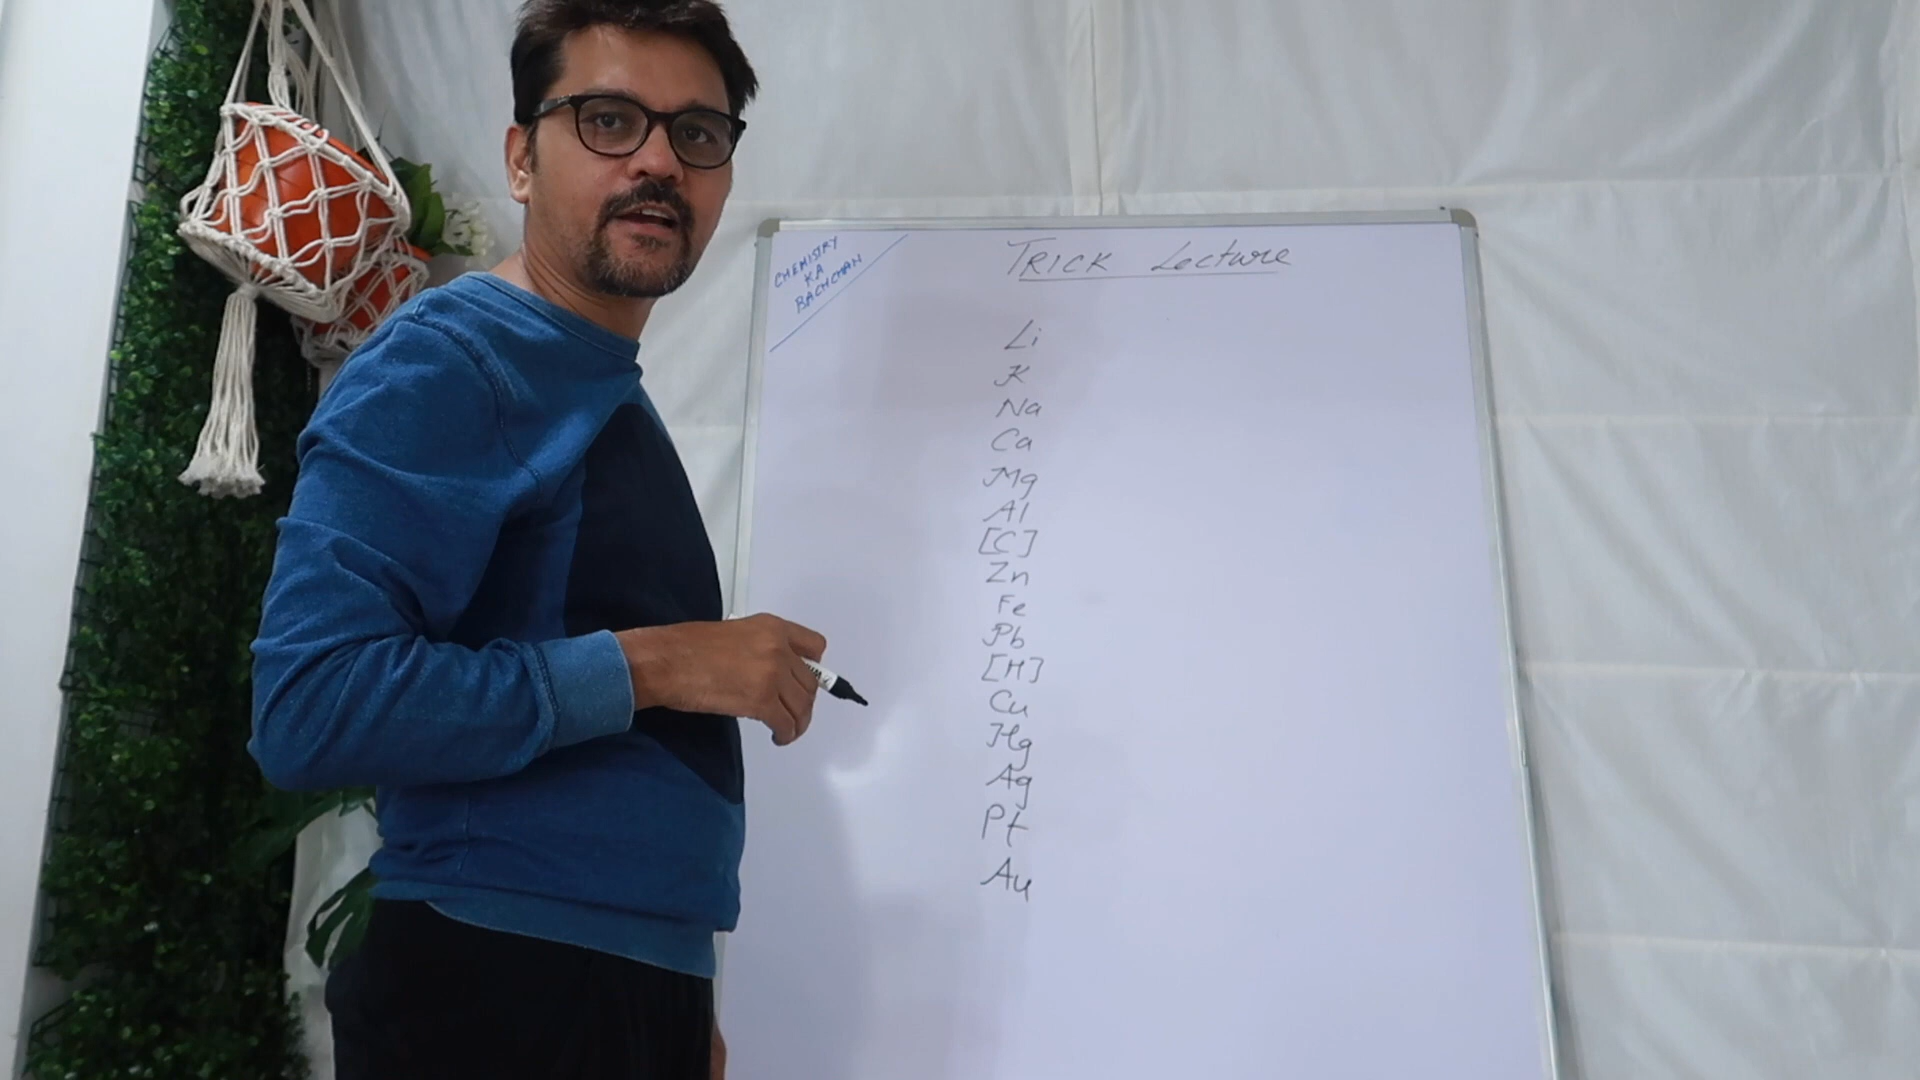 CHEMISTRY
KA
BACHCHAN
TRICK Lecture
Li
K
Na
Ca
Mg
Al
[C]
Zn
Fe
Pb
[H]
Cu
Hg
Ag
Pt
Au